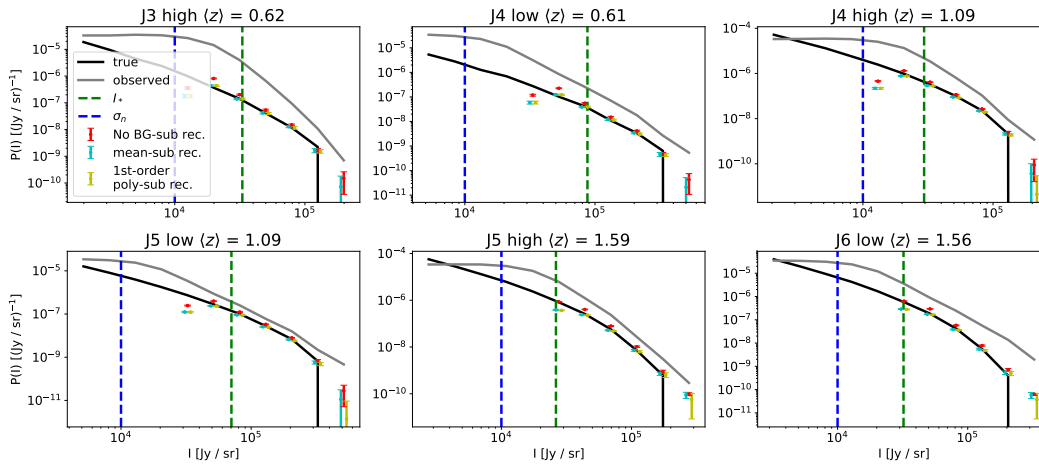 J3 high ⟨z⟩ = 0.62
J4 low ⟨z⟩ = 0.61
J4 high ⟨z⟩ = 1.09
P(I) [(Jy / sr)⁻¹]
10⁻⁵
10⁻⁶
10⁻⁷
10⁻⁸
10⁻⁹
10⁻¹⁰
true
observed
I*
σₙ
No BG-sub rec.
mean-sub rec.
1st-order
poly-sub rec.
10⁴
10⁵
10⁻⁴
10⁻⁵
10⁻⁶
10⁻⁷
10⁻⁸
10⁻⁹
10⁻¹⁰
10⁻¹¹
10⁴
10⁵
10⁻⁴
10⁻⁶
10⁻⁸
10⁻¹⁰
10⁴
10⁵
J5 low ⟨z⟩ = 1.09
J5 high ⟨z⟩ = 1.59
J6 low ⟨z⟩ = 1.56
P(I) [(Jy / sr)⁻¹]
10⁻⁵
10⁻⁷
10⁻⁹
10⁻¹¹
10⁴
10⁵
I [Jy / sr]
10⁻⁴
10⁻⁶
10⁻⁸
10⁻¹⁰
10⁴
10⁵
I [Jy / sr]
10⁻⁴
10⁻⁵
10⁻⁶
10⁻⁷
10⁻⁸
10⁻⁹
10⁻¹⁰
10⁻¹¹
10⁴
10⁵
I [Jy / sr]